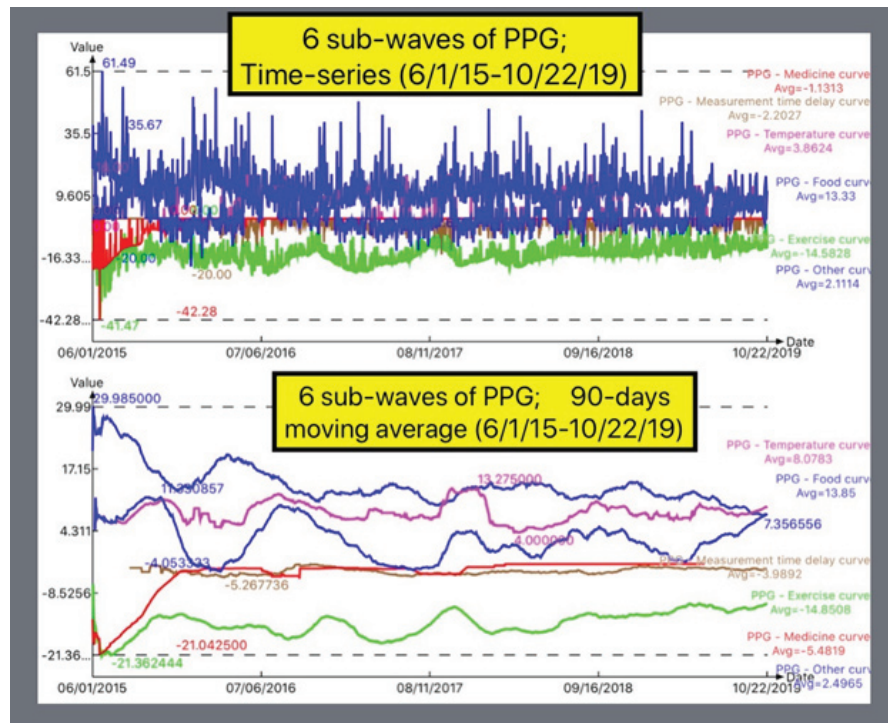 6 sub-waves of PPG;
Time-series (6/1/15-10/22/19)
Value
61.5
61.49
35.67
35.5
9.605
-16.33...
-20.00
-20.00
-42.28...
-41.47
-42.28
PPG - Medicine curve
Avg=-1.1313
PPG - Measurement time delay curve
Avg=-2.2027
PPG - Temperature curve
Avg=3.8624
PPG - Food curv
Avg=13.33
PPG - Exercise curve
Avg=-14.5828
PPG - Other curv
Avg=2.1114
Date
06/01/2015 07/06/2016 08/11/2017 09/16/2018 10/22/2019
6 sub-waves of PPG; 90-days
moving average (6/1/15-10/22/19)
Value
29.985000
29.99
17.15
4.311
-8.5256
-21.36...
13.275000
4.000000
-4.053333
-5.267736
-21.042500
-21.362444
7.356556
PPG - Temperature curve
Avg=8.0783
PPG - Food curve
Avg=13.85
PPG - Measurement time delay curve
Avg=-3.9892
PPG - Exercise curve
Avg=-14.8508
PPG - Medicine curve
Avg=-5.4819
PPG - Other curv
Avg=2.4965
Date
06/01/2015 07/06/2016 08/11/2017 09/16/2018 10/22/2019